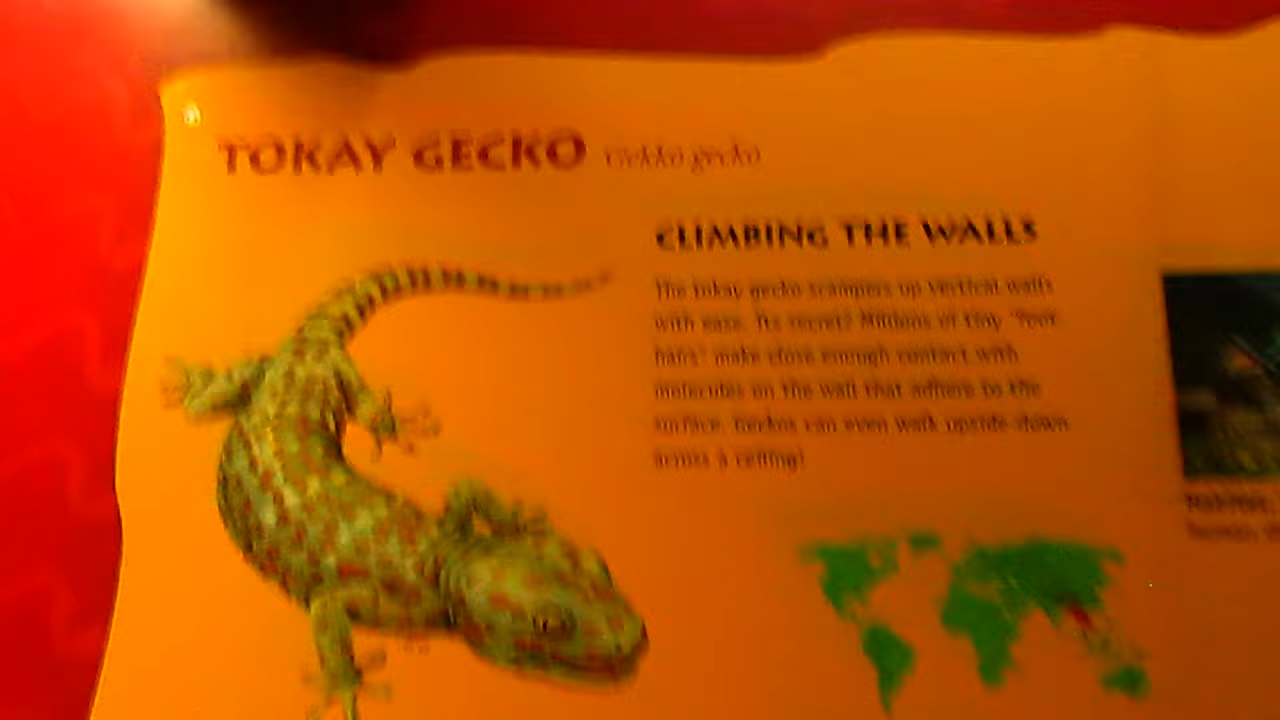 TOKAY GECKO Gekko gecko
CLIMBING THE WALLS
The tokay gecko scampers up vertical walls
with ease. Its secret? Millions of tiny "foot
hairs" make close enough contact with
molecules on the wall that adhere to the
surface. Geckos can even walk upside-down
across a ceiling!